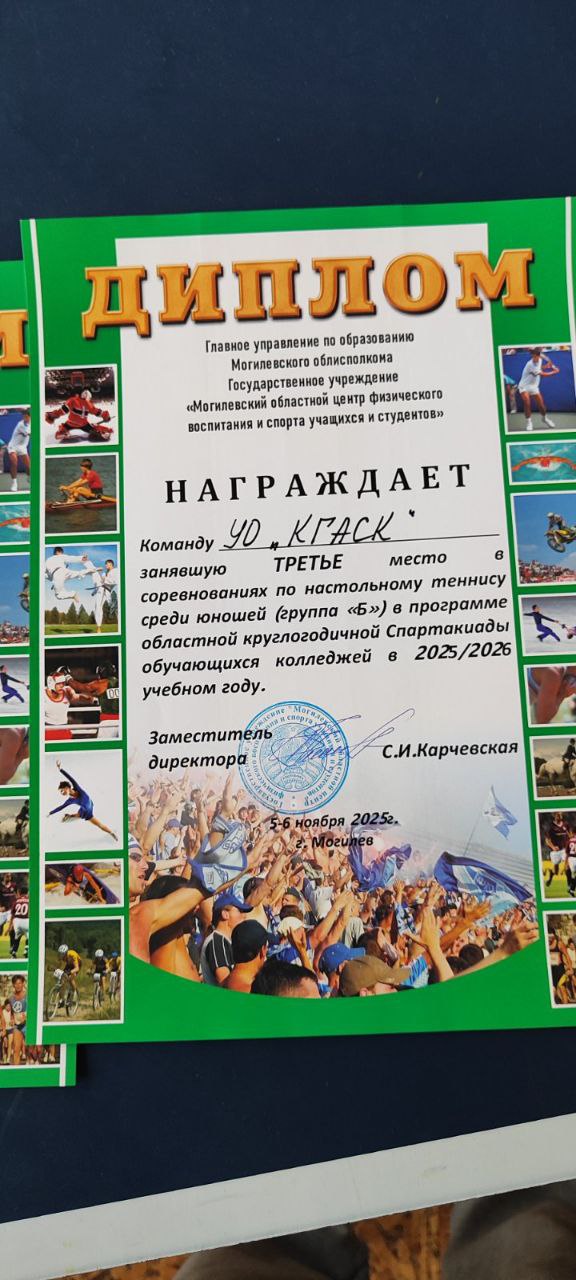 ДИПЛОМ
Главное управление по образованию
Могилевского облисполкома
Государственное учреждение
«Могилевский областной центр физического
воспитания и спорта учащихся и студентов»
НАГРАЖДАЕТ
Команду УО „КГАСК"
занявшую ТРЕТЬЕ место в
соревнованиях по настольному теннису
среди юношей (группа «Б») в программе
областной круглогодичной Спартакиады
обучающихся колледжей в 2025/2026
учебном году.
Заместитель
директора С.И.Карчевская
5-6 ноября 2025г.
г. Могилев